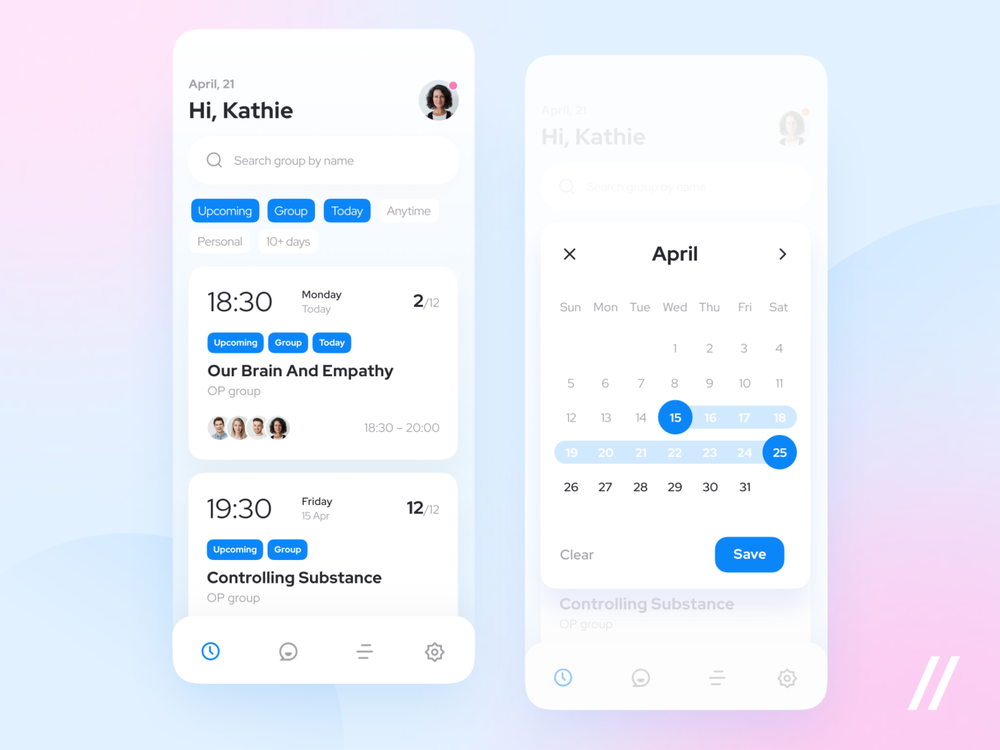 April, 21
Hi, Kathie
Search group by name
Upcoming Group Today Anytime
Personal 10+ days
18:30 Monday 2/12
Today
Upcoming Group Today
Our Brain And Empathy
OP group
18:30 – 20:00
19:30 Friday 12/12
15 Apr
Upcoming Group
Controlling Substance
OP group
April, 21
Hi, Kathie
Search group by name
April
Sun Mon Tue Wed Thu Fri Sat
1 2 3 4
5 6 7 8 9 10 11
12 13 14 15 16 17 18
19 20 21 22 23 24 25
26 27 28 29 30 31
Clear Save
Controlling Substance
OP group